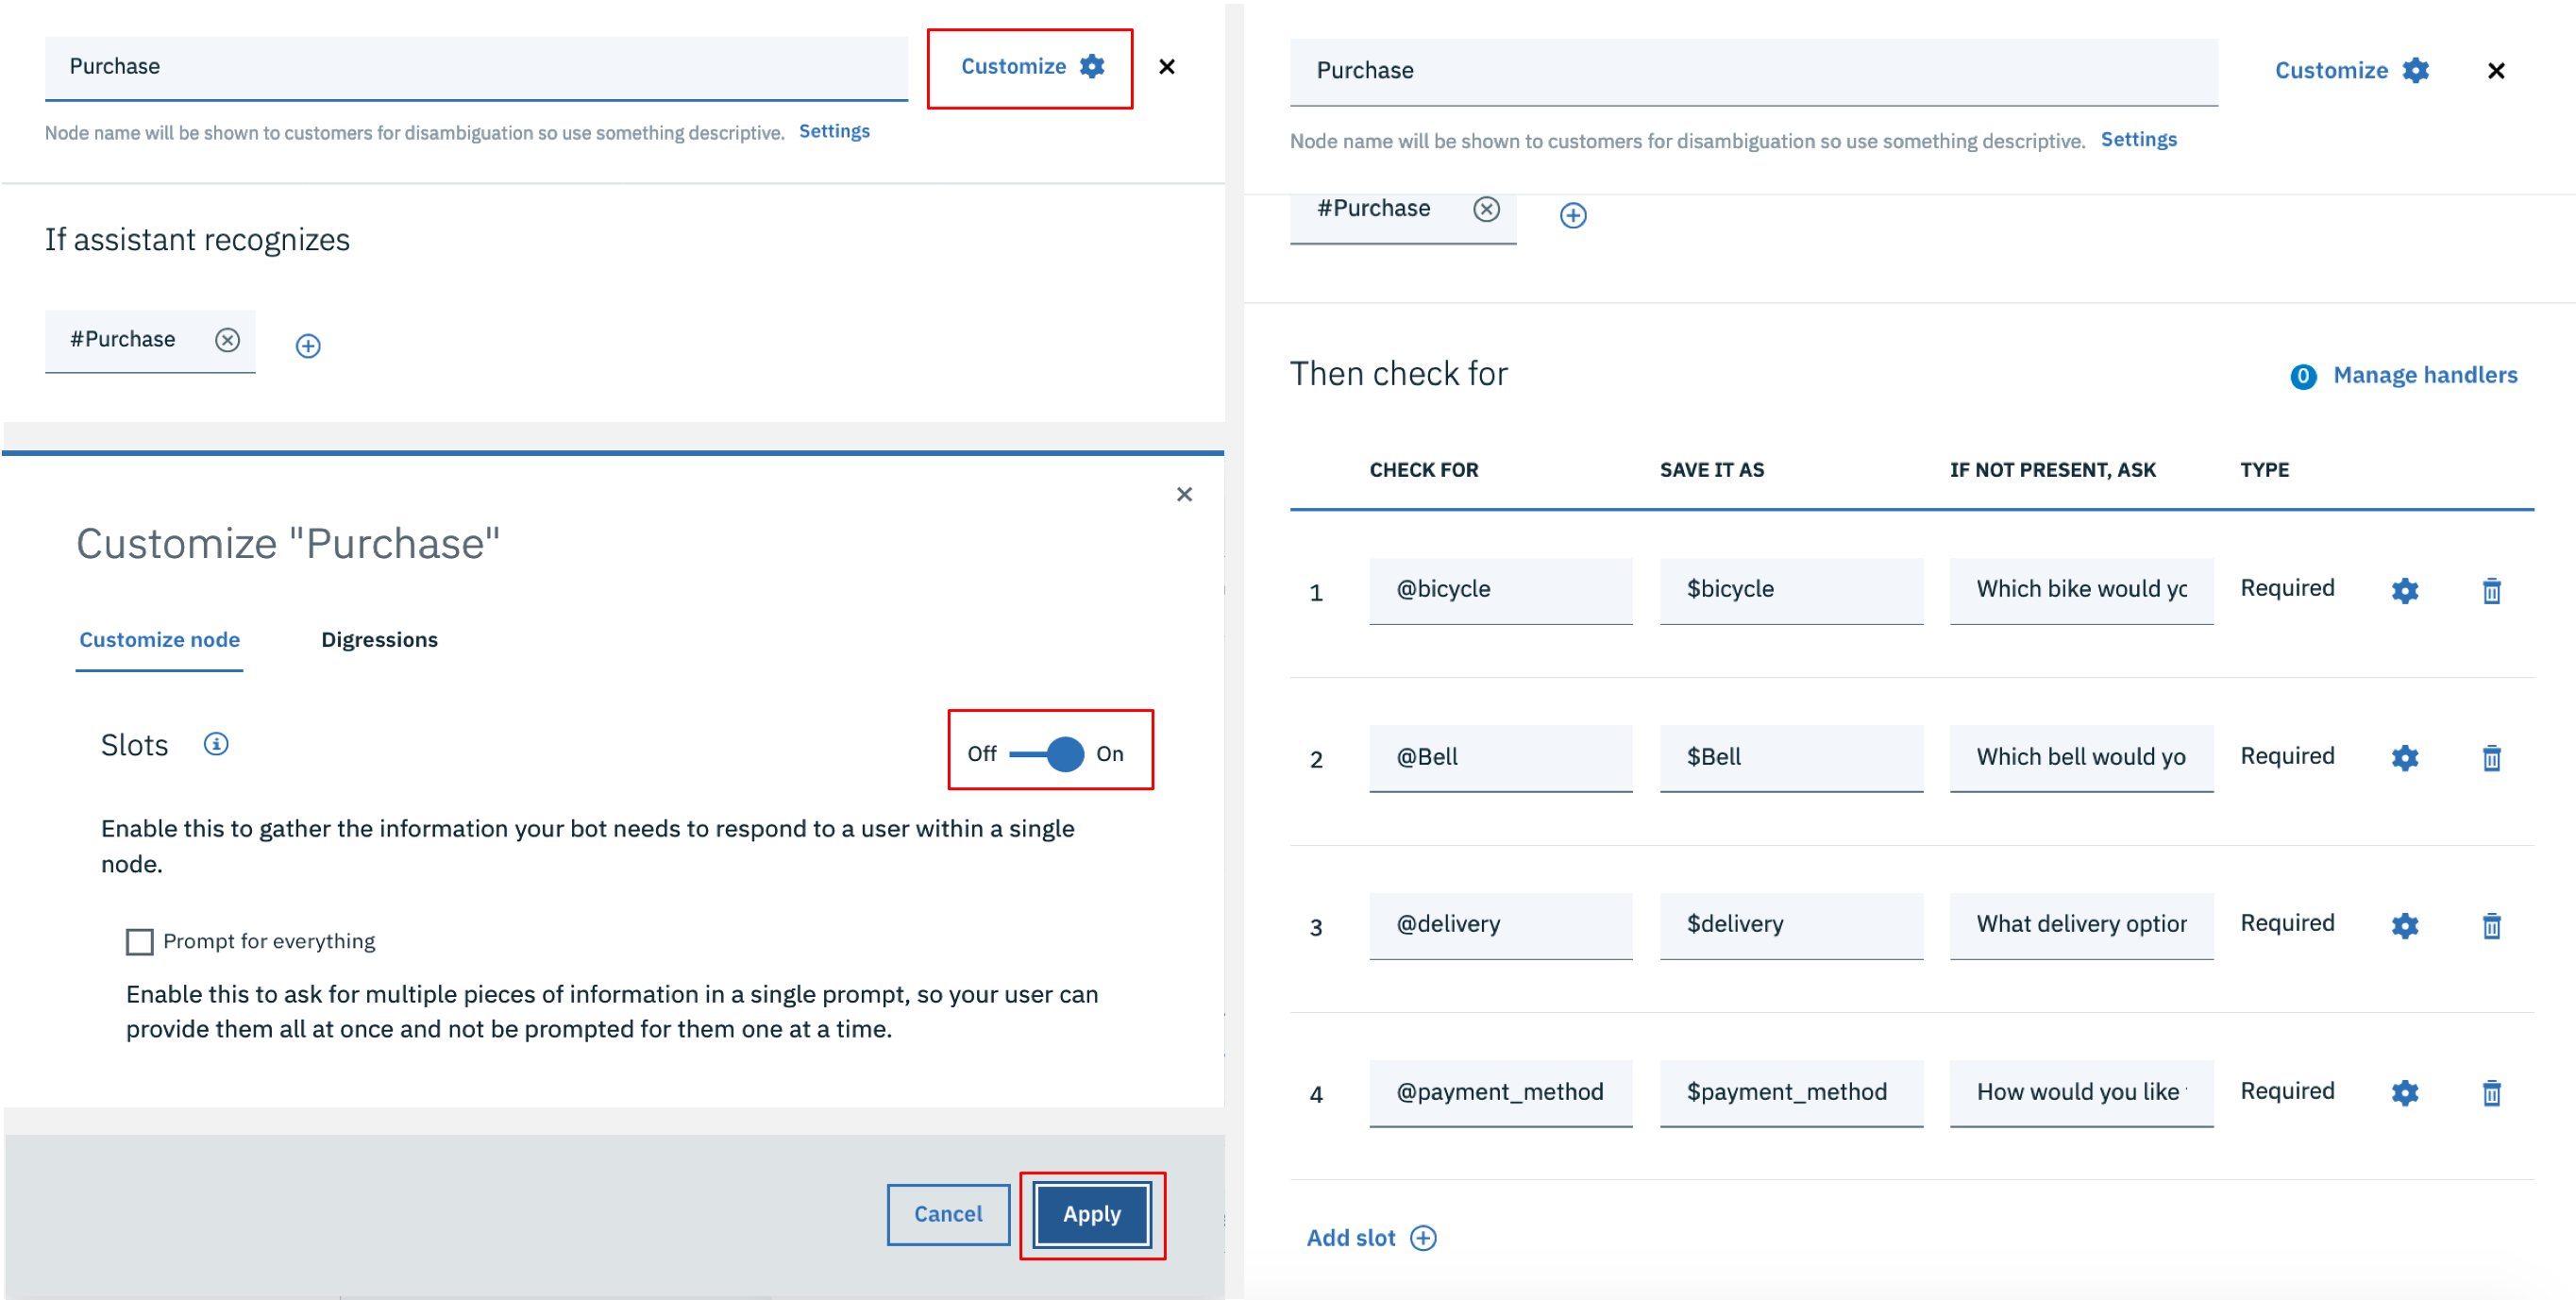 Purchase
Customize
Node name will be shown to customers for disambiguation so use something descriptive. Settings
If assistant recognizes
#Purchase
Customize "Purchase"
Customize node Digressions
Slots
Off On
Enable this to gather the information your bot needs to respond to a user within a single
node.
Prompt for everything
Enable this to ask for multiple pieces of information in a single prompt, so your user can
provide them all at once and not be prompted for them one at a time.
Cancel Apply
Purchase
Customize
Node name will be shown to customers for disambiguation so use something descriptive. Settings
#Purchase
Then check for
0 Manage handlers
CHECK FOR SAVE IT AS IF NOT PRESENT, ASK TYPE
1 @bicycle $bicycle Which bike would yo Required
2 @Bell $Bell Which bell would yo Required
3 @delivery $delivery What delivery option Required
4 @payment_method $payment_method How would you like Required
Add slot